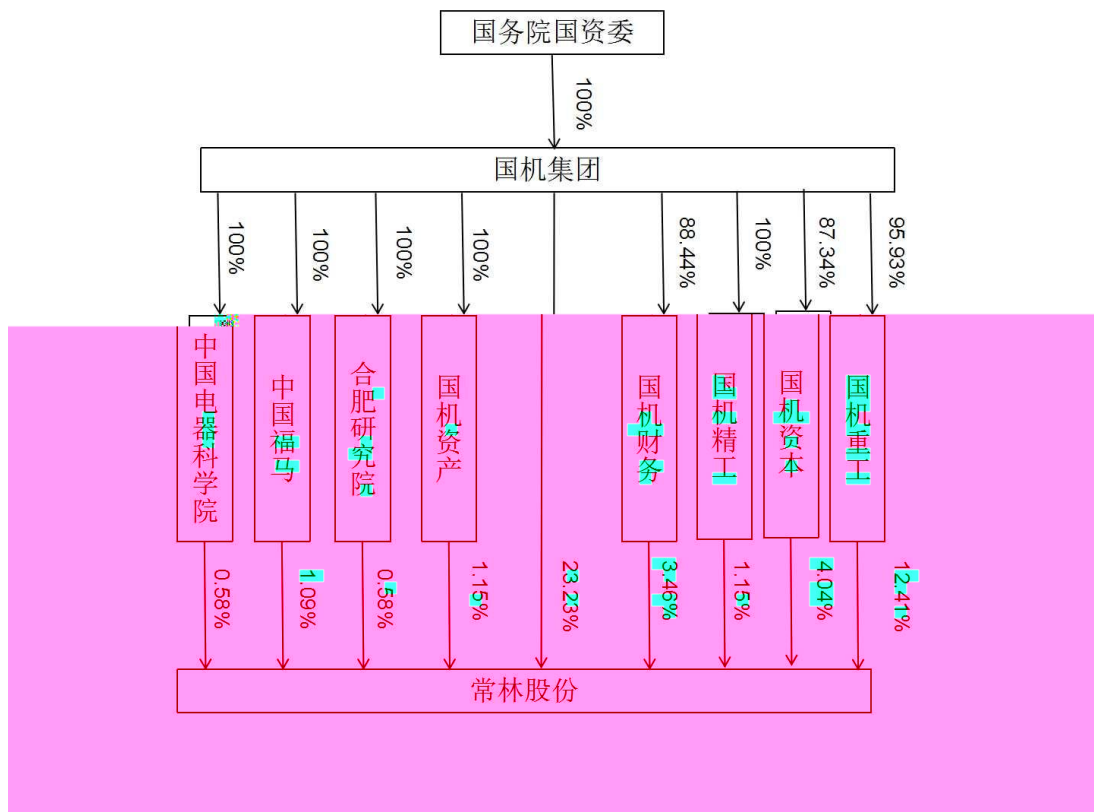 国务院国资委
100%
国机集团
100%
100%
100%
100%
88.44%
100%
87.34%
95.93%
中国电器科学院
中国福马
合肥研究院
国机资产
国机财务
国机精工
国机资本
国机重工
0.58%
1.09%
0.58%
1.15%
23.23%
3.46%
1.15%
4.04%
12.41%
常林股份